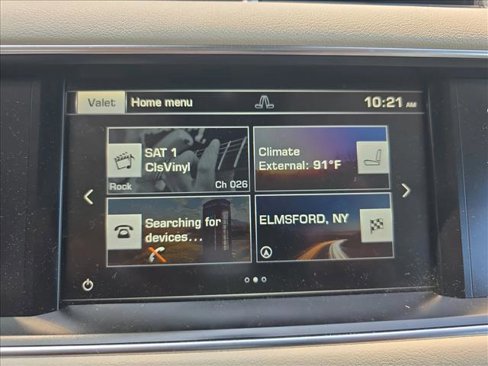 Valet Home menu 10:21 AM
SAT 1
ClsVinyl
Rock Ch 026
Climate
External: 91°F
Searching for
devices...
ELMSFORD, NY